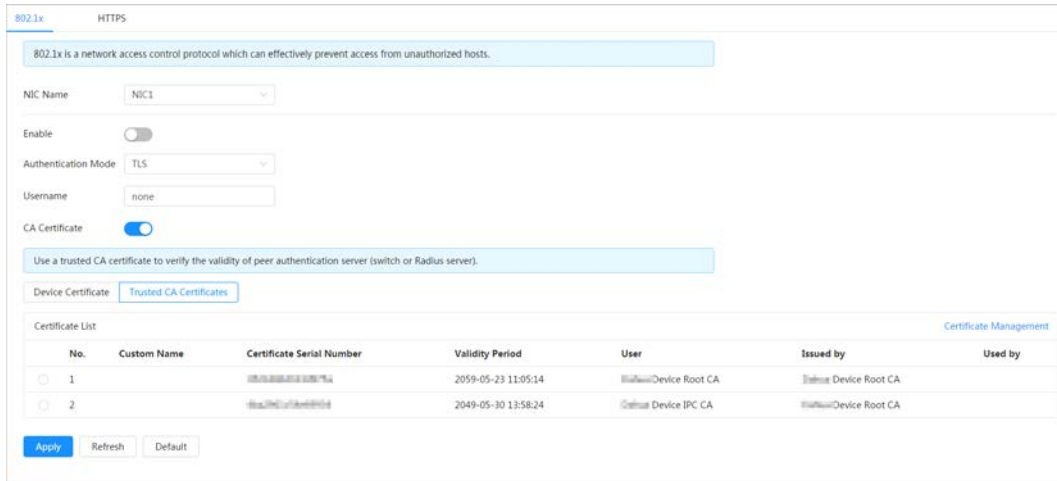 802.1x HTTPS
802.1x is a network access control protocol which can effectively prevent access from unauthorized hosts.
NIC Name NIC1
Enable
Authentication Mode TLS
Username none
CA Certificate
Use a trusted CA certificate to verify the validity of peer authentication server (switch or Radius server).
Device Certificate Trusted CA Certificates
Certificate List Certificate Management
No. Custom Name Certificate Serial Number Validity Period User Issued by Used by
1 2059-05-23 11:05:14 Device Root CA Device Root CA
2 2049-05-30 13:58:24 Device IPC CA Device Root CA
Apply Refresh Default